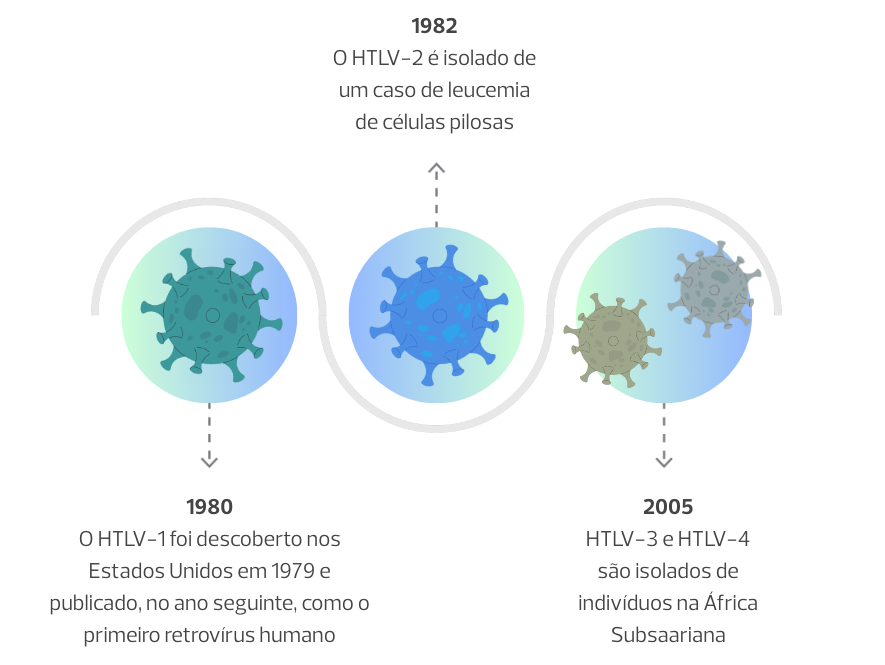 1982
O HTLV-2 é isolado de
um caso de leucemia
de células pilosas
1980
O HTLV-1 foi descoberto nos
Estados Unidos em 1979 e
publicado, no ano seguinte, como o
primeiro retrovírus humano
2005
HTLV-3 e HTLV-4
são isolados de
indivíduos na África
Subsaariana